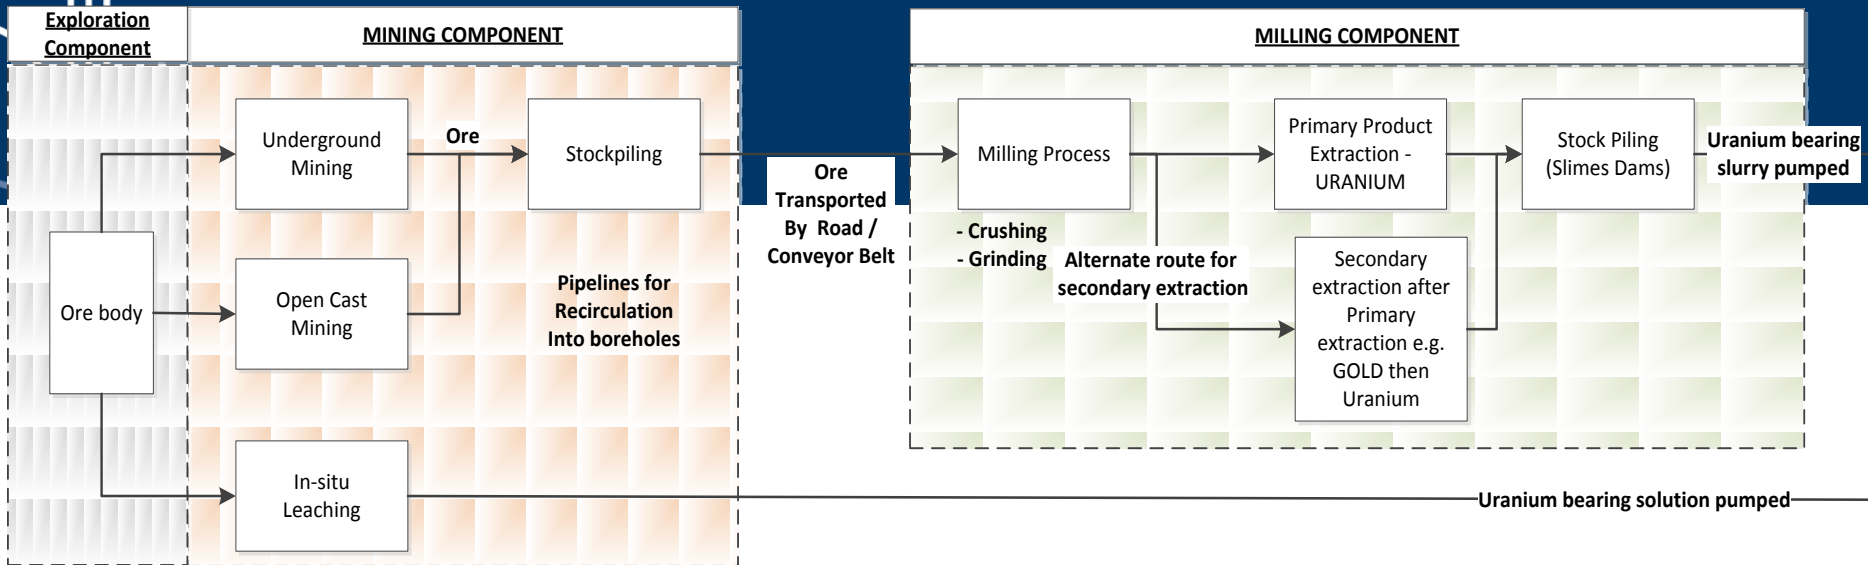 Exploration
Component
MINING COMPONENT
MILLING COMPONENT
Underground
Mining
Ore
Stockpiling
Ore
Transported
By Road /
Conveyor Belt
Milling Process
- Crushing
- Grinding
Primary Product
Extraction -
URANIUM
Stock Piling
(Slimes Dams)
Uranium bearing
slurry pumped
Alternate route for
secondary extraction
Secondary
extraction after
Primary
extraction e.g.
GOLD then
Uranium
Ore body
Open Cast
Mining
Pipelines for
Recirculation
Into boreholes
In-situ
Leaching
Uranium bearing solution pumped